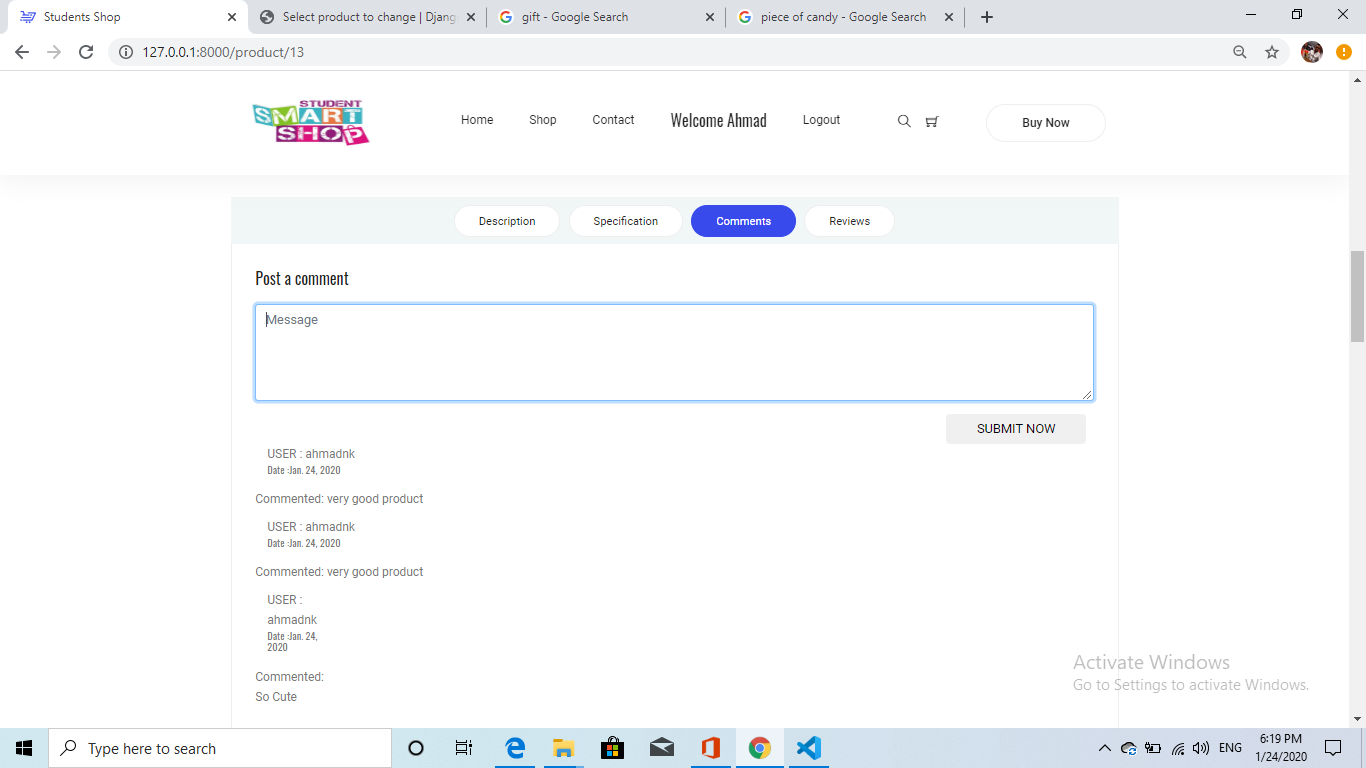 Students Shop
Select product to change | Djang
gift - Google Search
piece of candy - Google Search
127.0.0.1:8000/product/13
STUDENT
SMART
SHOP
Home
Shop
Contact
Welcome Ahmad
Logout
Buy Now
Description
Specification
Comments
Reviews
Post a comment
Message
SUBMIT NOW
USER : ahmadnk
Date :Jan. 24, 2020
Commented: very good product
USER : ahmadnk
Date :Jan. 24, 2020
Commented: very good product
USER :
ahmadnk
Date :Jan. 24,
2020
Commented:
So Cute
Activate Windows
Go to Settings to activate Windows.
Type here to search
ENG
6:19 PM
1/24/2020